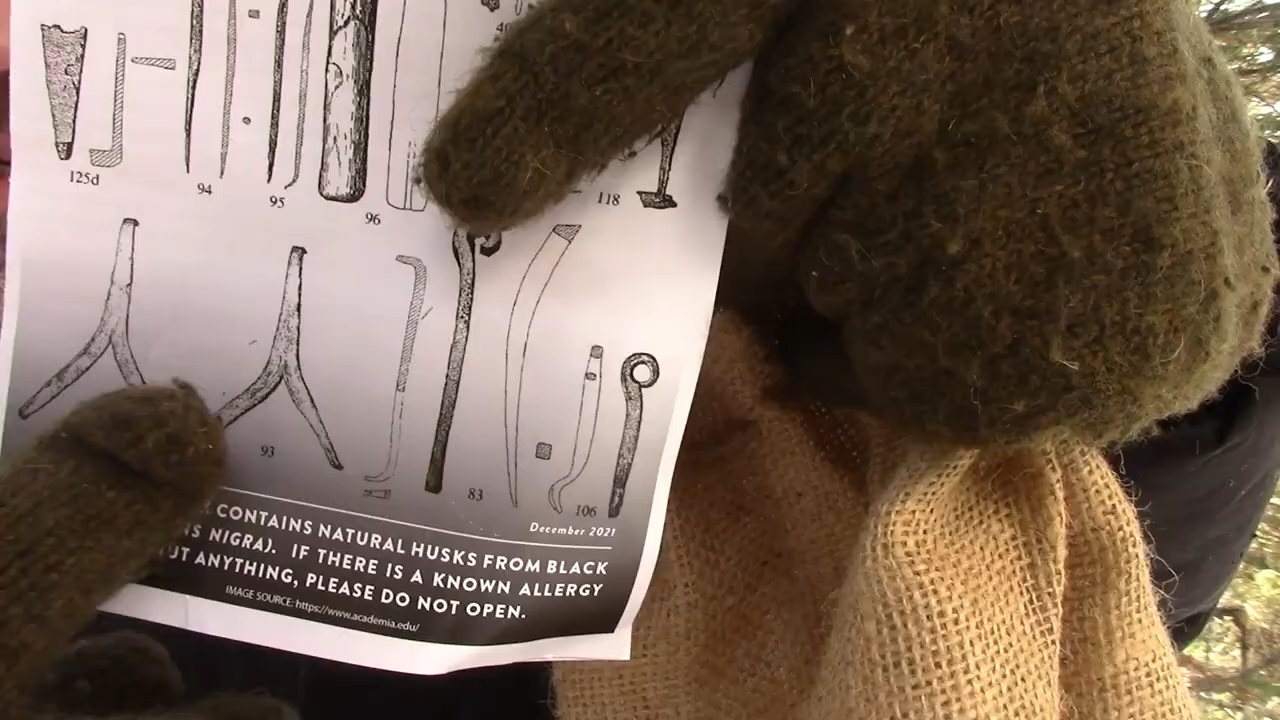 125d
94
95
96
118
93
83
106
December 2021
CONTAINS NATURAL HUSKS FROM BLACK
NIGRA). IF THERE IS A KNOWN ALLERGY
ANYTHING, PLEASE DO NOT OPEN.
IMAGE SOURCE: https://www.academia.edu/